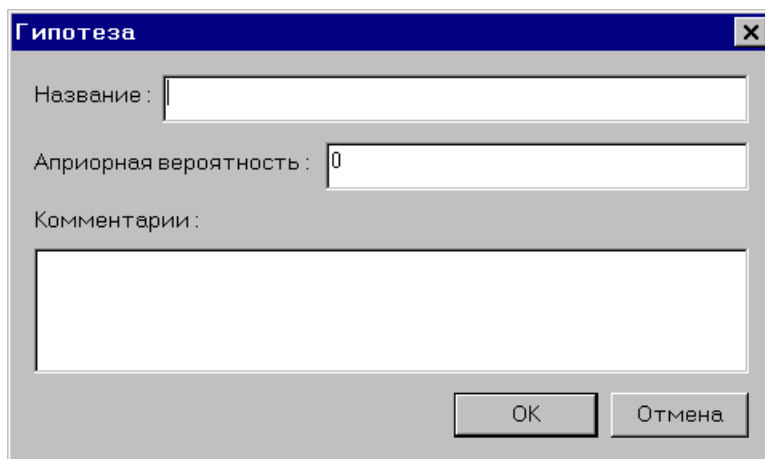 Гипотеза
Название :
Априорная вероятность : 0
Комментарии :
OK Отмена